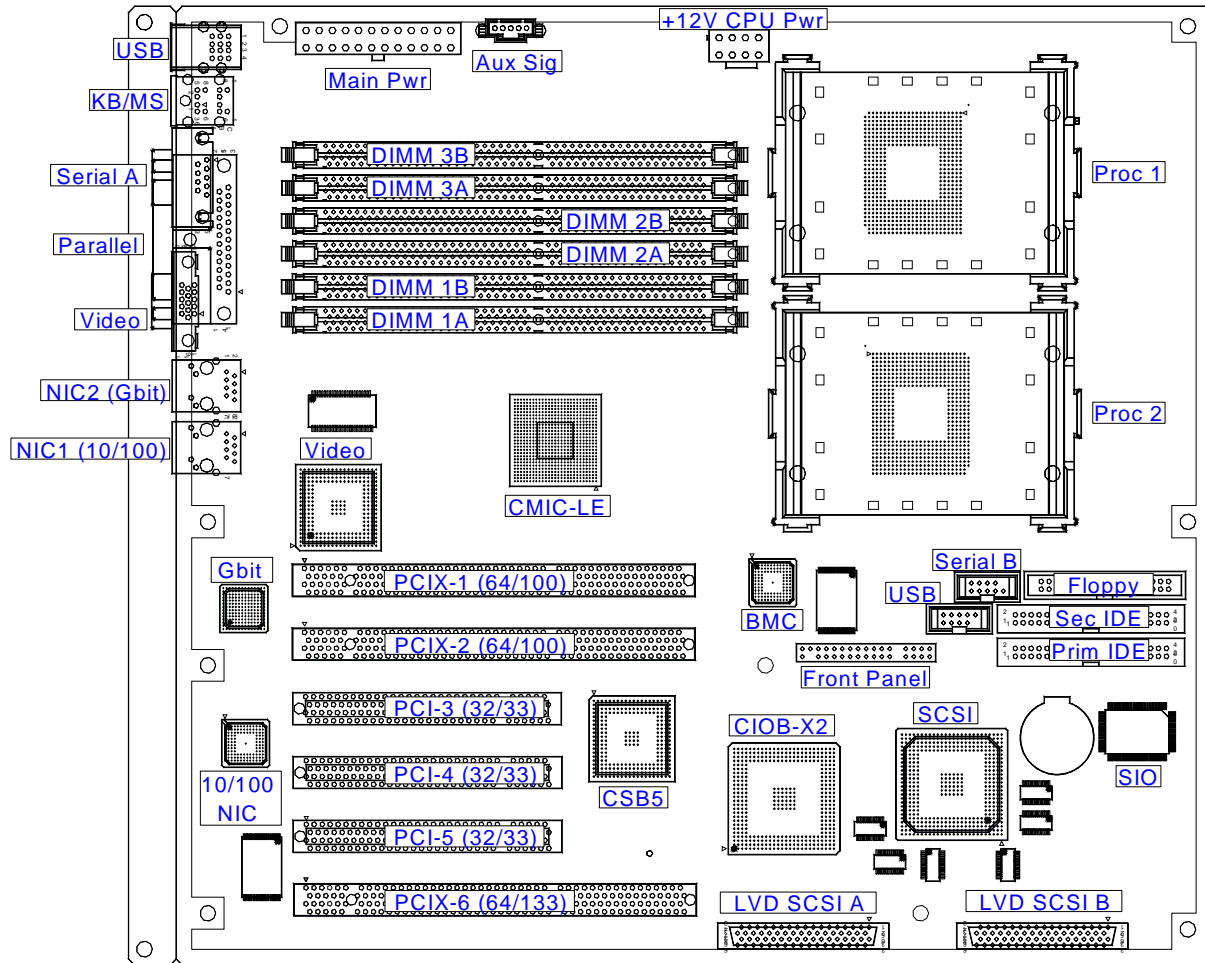 +12V CPU Pwr
USB
Aux Sig
Main Pwr
KB/MS
DIMM 3B
Serial A
DIMM 3A
Proc 1
DIMM 2B
Parallel
DIMM 2A
DIMM 1B
Video
DIMM 1A
NIC2 (Gbit)
Proc 2
NIC1 (10/100)
Video
CMIC-LE
Gbit
PCIX-1 (64/100)
Serial B
Floppy
USB
BMC
Sec IDE
PCIX-2 (64/100)
Prim IDE
Front Panel
PCI-3 (32/33)
CIOB-X2
SCSI
PCI-4 (32/33)
SIO
10/100
NIC
CSB5
PCI-5 (32/33)
PCIX-6 (64/133)
LVD SCSI A
LVD SCSI B